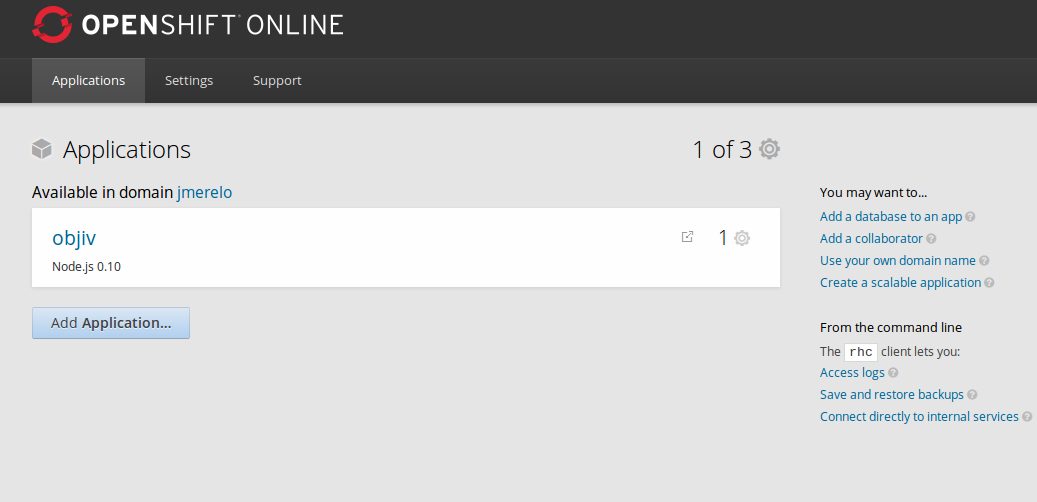 OPENSHIFT ONLINE
Applications Settings Support
Applications 1 of 3
Available in domain jmerelo
objiv 1
Node.js 0.10
Add Application...
You may want to...
Add a database to an app ?
Add a collaborator ?
Use your own domain name ?
Create a scalable application ?
From the command line
The rhc client lets you:
Access logs ?
Save and restore backups ?
Connect directly to internal services ?